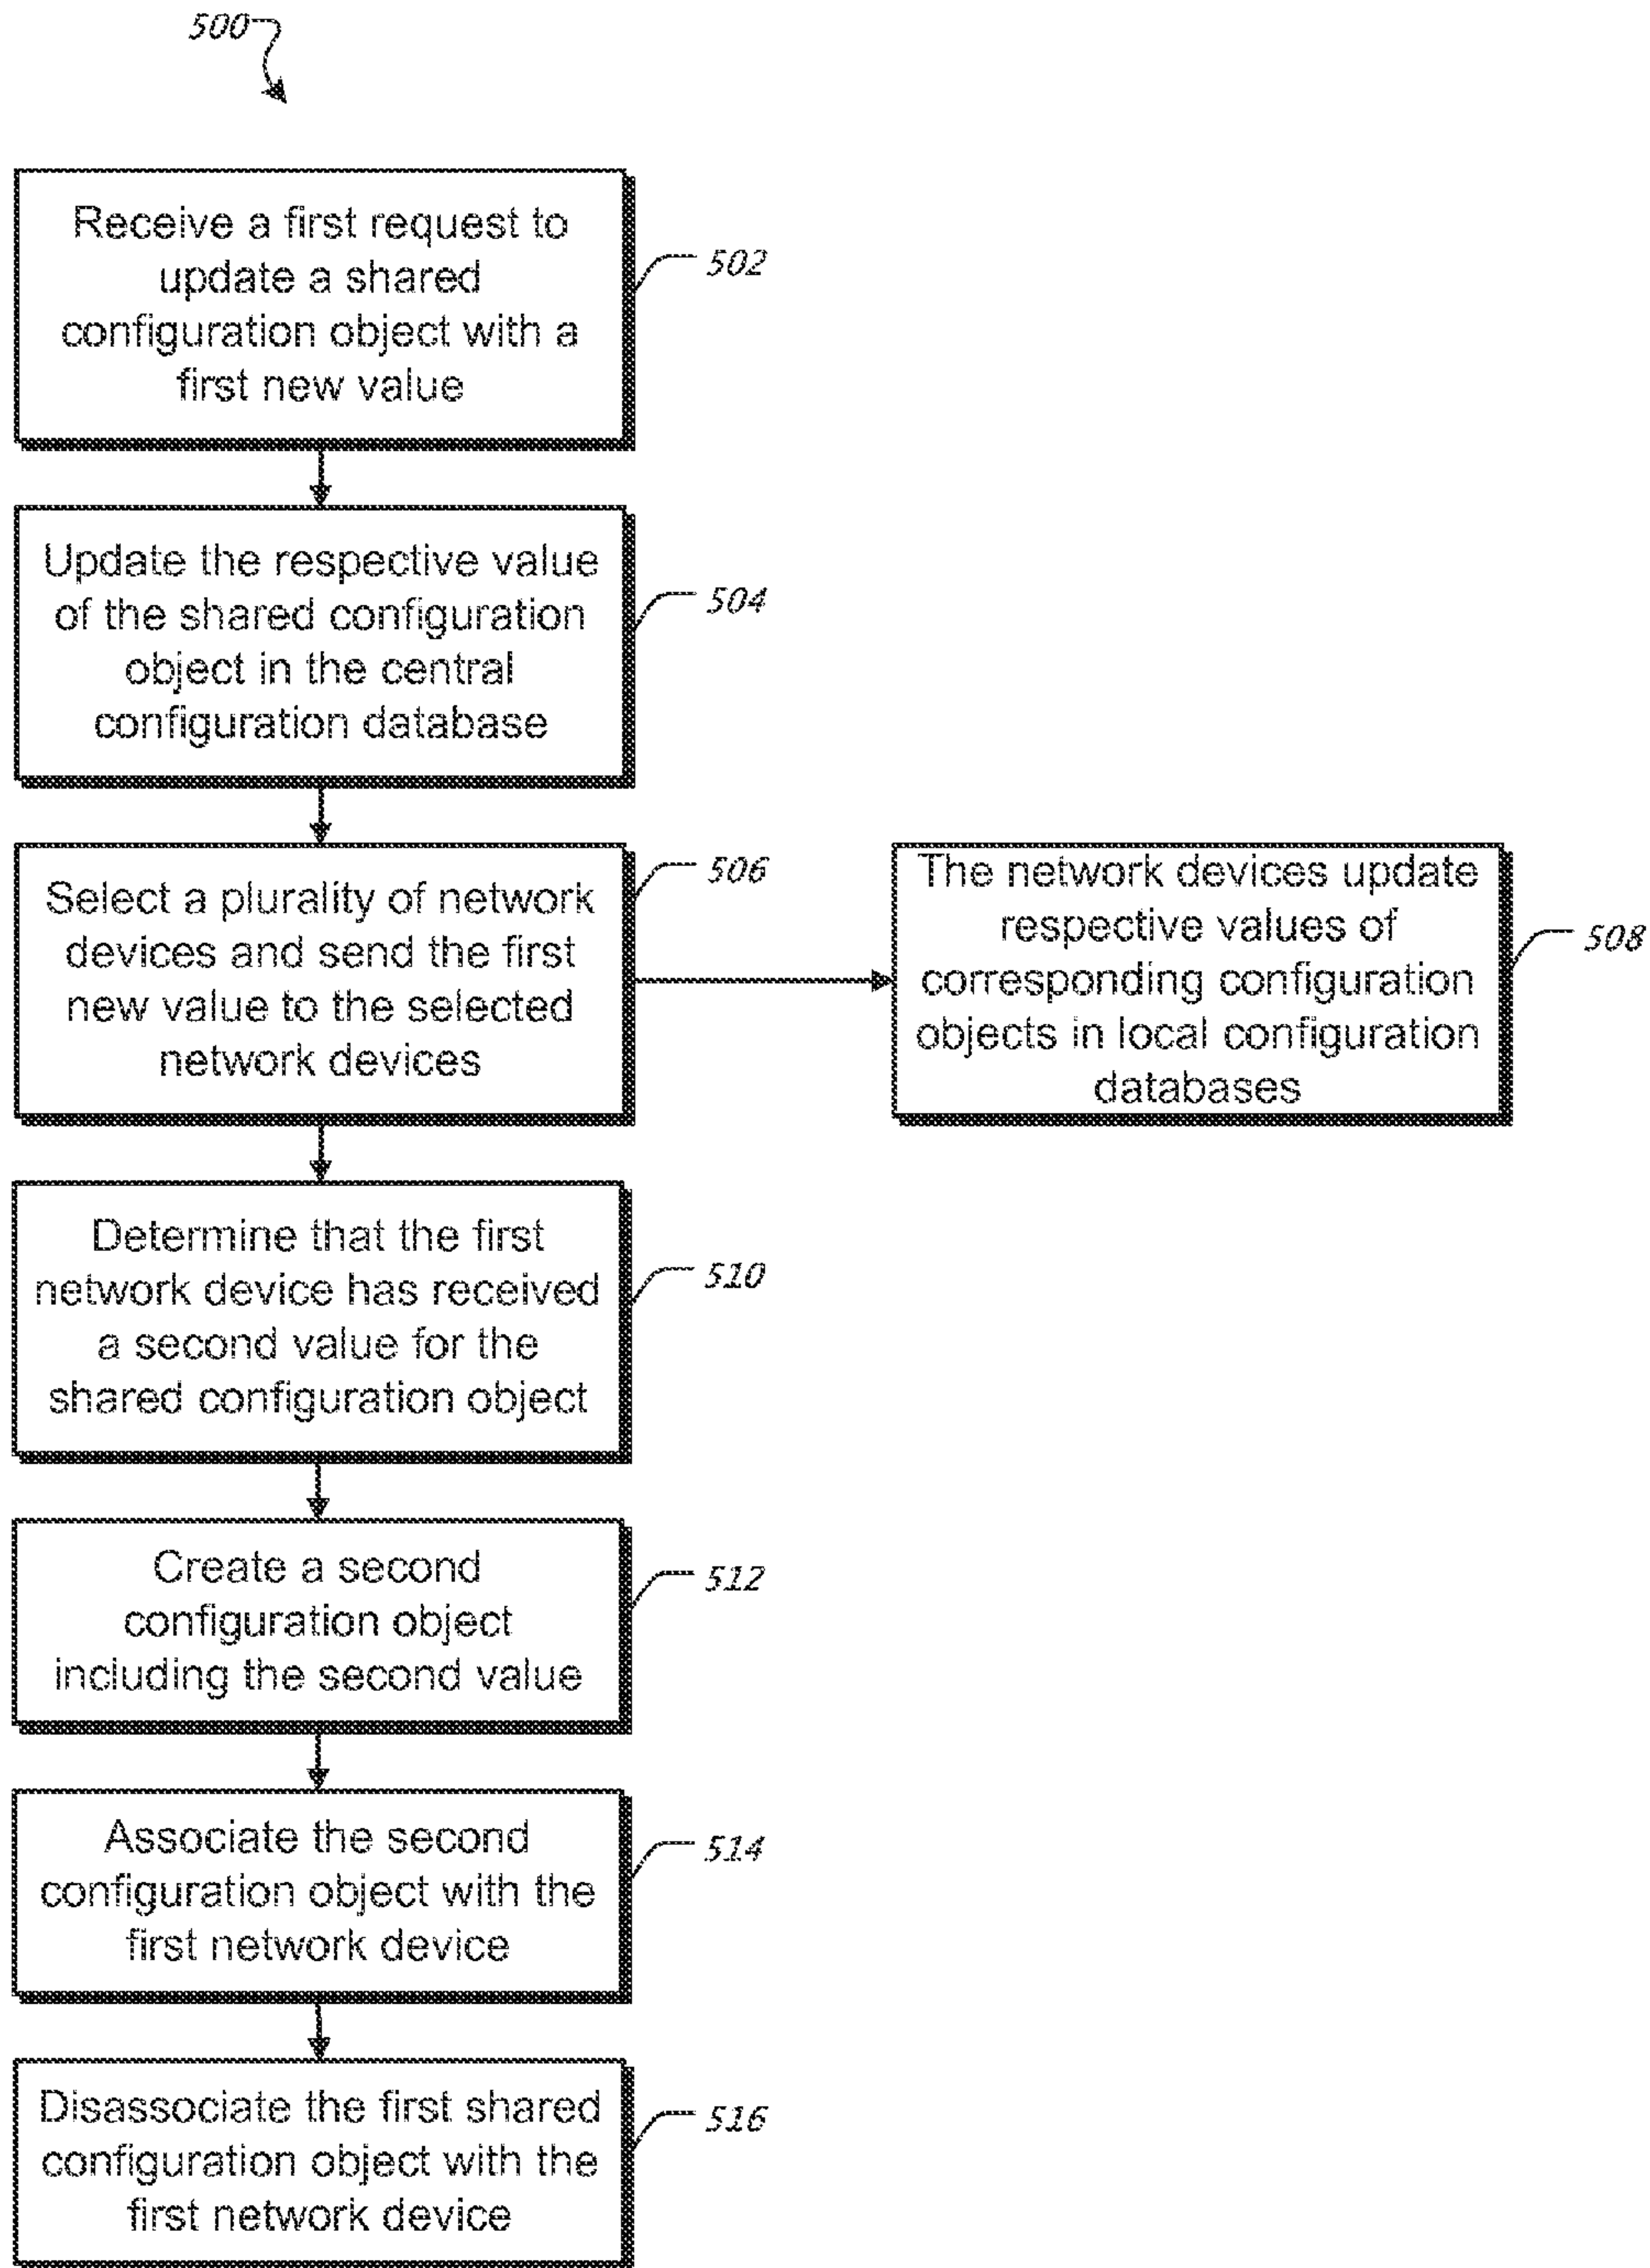 500
Receive a first request to
update a shared
configuration object with a
first new value
502
Update the respective value
of the shared configuration
object in the central
configuration database
504
Select a plurality of network
devices and send the first
new value to the selected
network devices
506
The network devices update
respective values of
corresponding configuration
objects in local configuration
databases
508
Determine that the first
network device has received
a second value for the
shared configuration object
510
Create a second
configuration object
including the second value
512
Associate the second
configuration object with the
first network device
514
Disassociate the first shared
configuration object with the
first network device
516